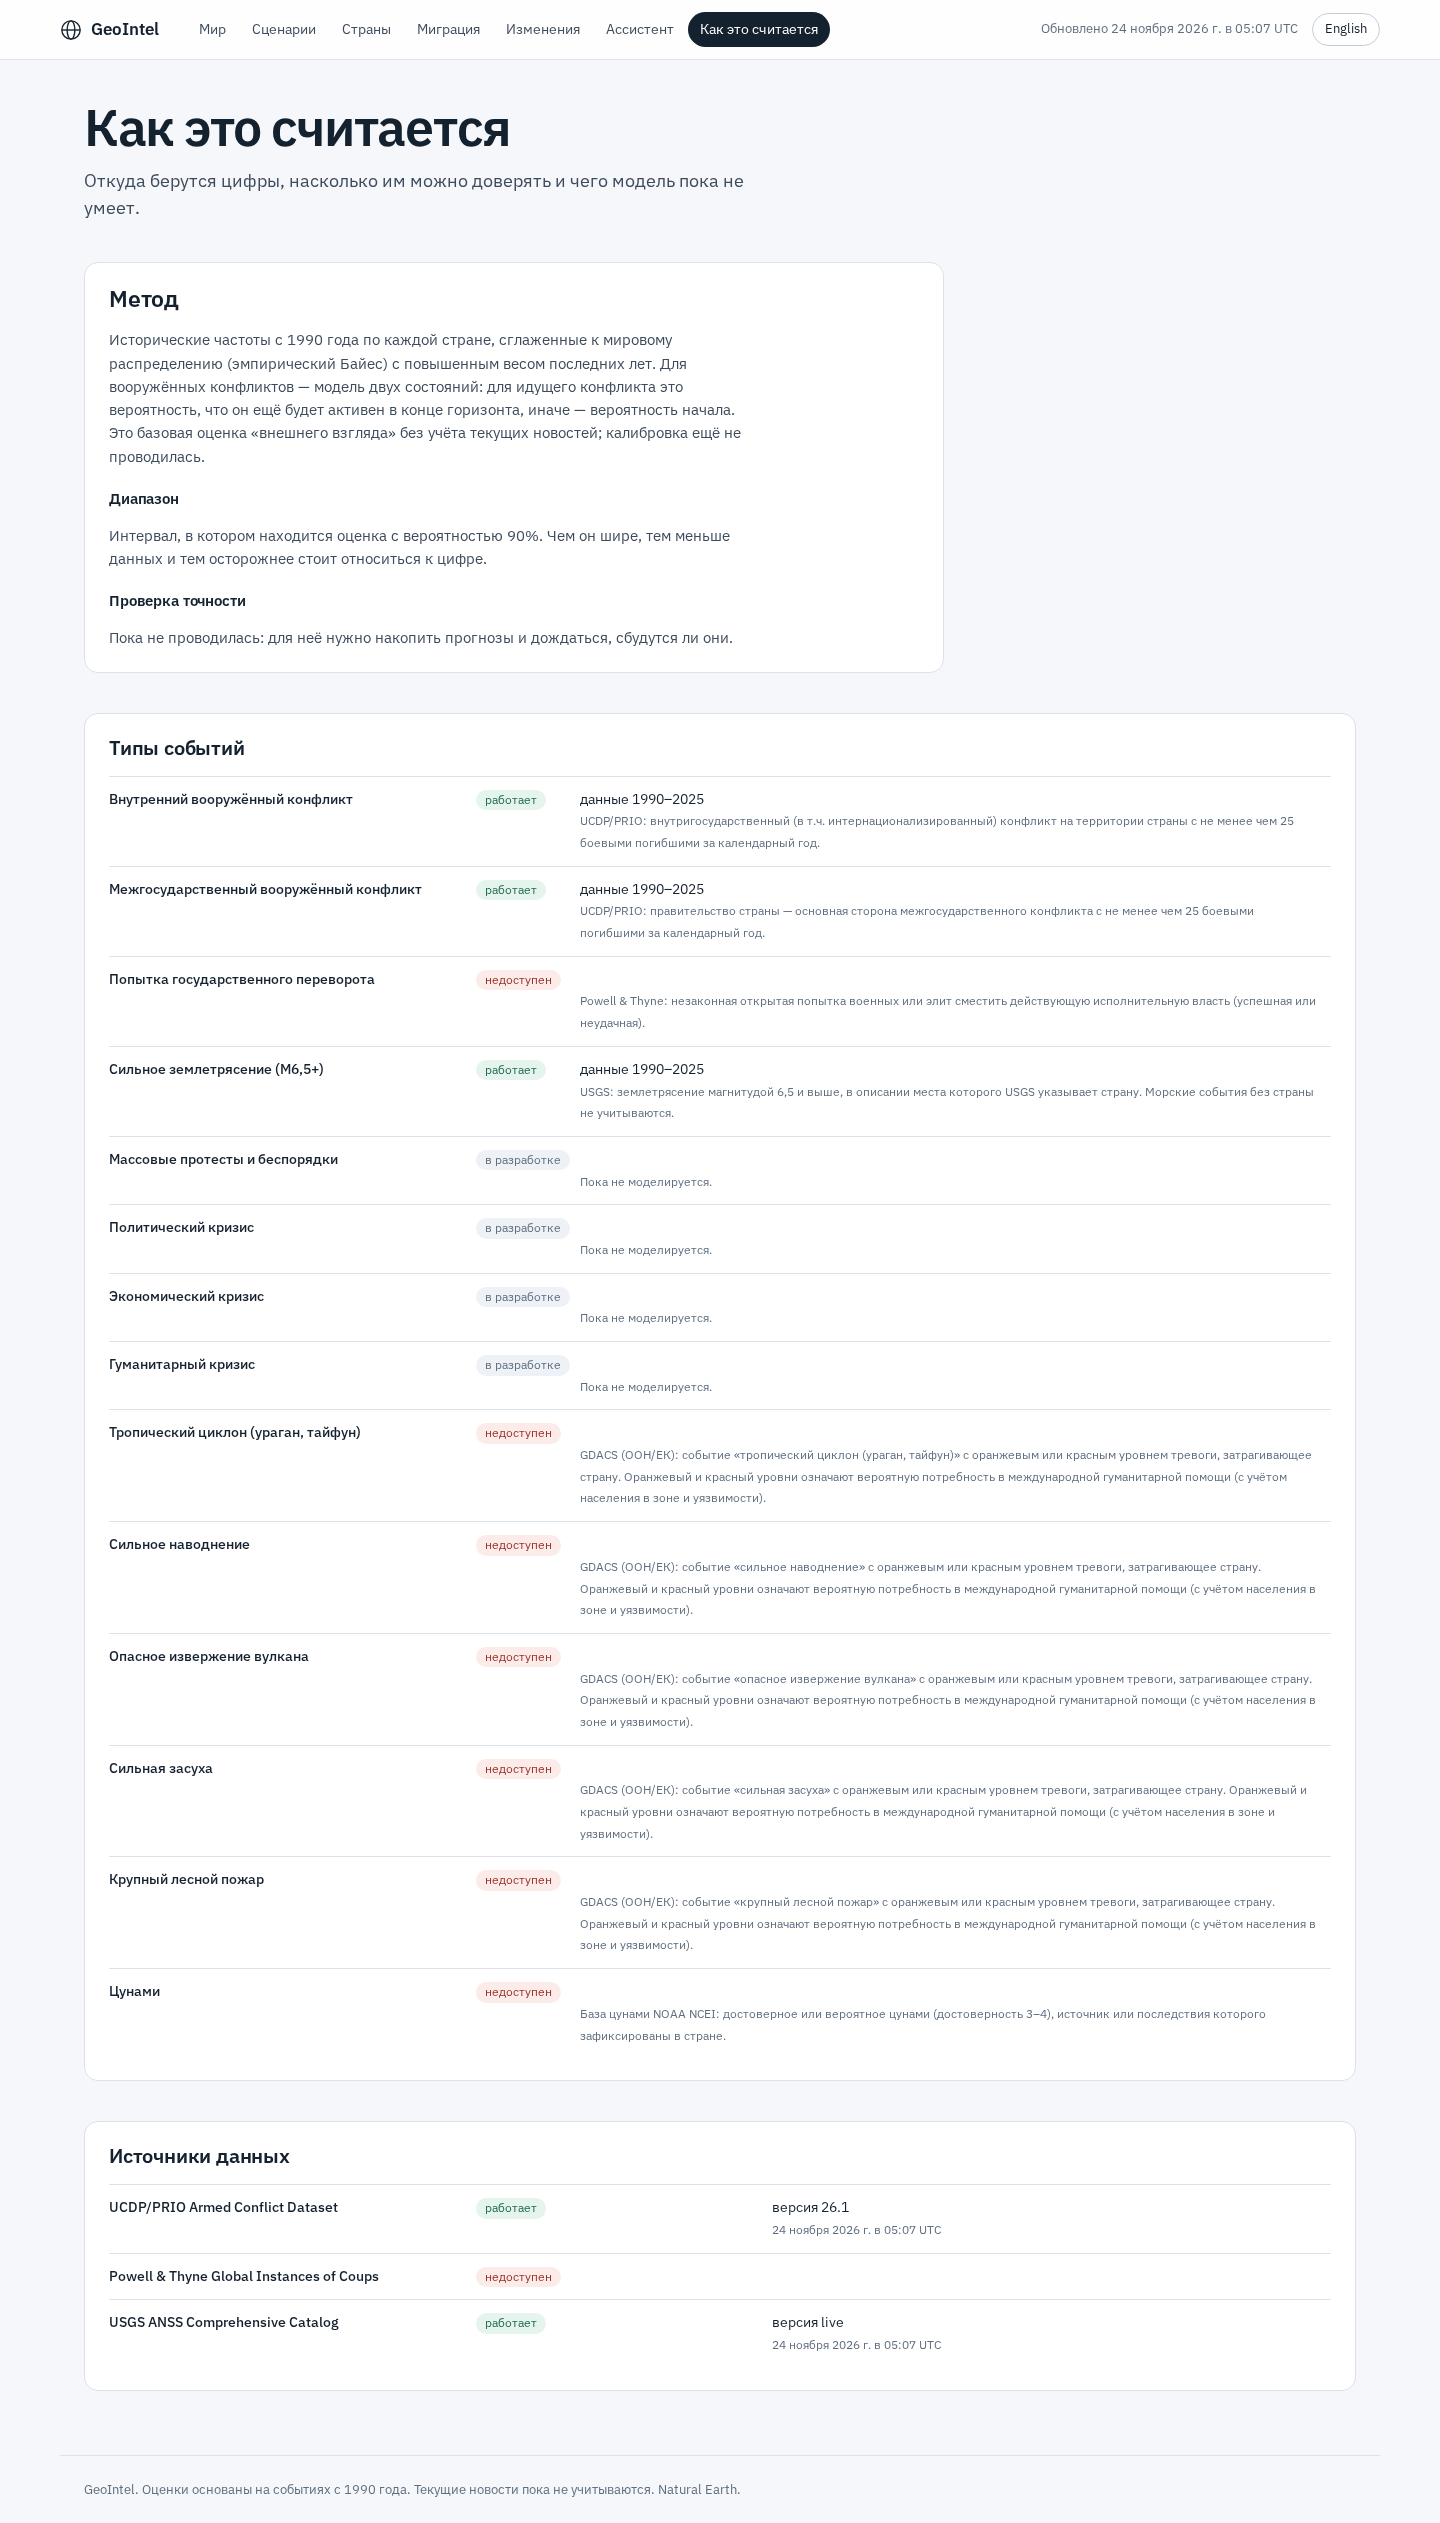 GeoIntel
Мир
Сценарии
Страны
Миграция
Изменения
Ассистент
Как это считается
Обновлено 24 ноября 2026 г. в 05:07 UTC
English
Как это считается
Откуда берутся цифры, насколько им можно доверять и чего модель пока не
умеет.
Метод
Исторические частоты с 1990 года по каждой стране, сглаженные к мировому
распределению (эмпирический Байес) с повышенным весом последних лет. Для
вооружённых конфликтов — модель двух состояний: для идущего конфликта это
вероятность, что он ещё будет активен в конце горизонта, иначе — вероятность начала.
Это базовая оценка «внешнего взгляда» без учёта текущих новостей; калибровка ещё не
проводилась.
Диапазон
Интервал, в котором находится оценка с вероятностью 90%. Чем он шире, тем меньше
данных и тем осторожнее стоит относиться к цифре.
Проверка точности
Пока не проводилась: для неё нужно накопить прогнозы и дождаться, сбудутся ли они.
Типы событий
Внутренний вооружённый конфликт
работает
данные 1990–2025
UCDP/PRIO: внутригосударственный (в т.ч. интернационализированный) конфликт на территории страны с не менее чем 25
боевыми погибшими за календарный год.
Межгосударственный вооружённый конфликт
работает
данные 1990–2025
UCDP/PRIO: правительство страны — основная сторона межгосударственного конфликта с не менее чем 25 боевыми
погибшими за календарный год.
Попытка государственного переворота
недоступен
Powell & Thyne: незаконная открытая попытка военных или элит сместить действующую исполнительную власть (успешная или
неудачная).
Сильное землетрясение (M6,5+)
работает
данные 1990–2025
USGS: землетрясение магнитудой 6,5 и выше, в описании места которого USGS указывает страну. Морские события без страны
не учитываются.
Массовые протесты и беспорядки
в разработке
Пока не моделируется.
Политический кризис
в разработке
Пока не моделируется.
Экономический кризис
в разработке
Пока не моделируется.
Гуманитарный кризис
в разработке
Пока не моделируется.
Тропический циклон (ураган, тайфун)
недоступен
GDACS (ООН/ЕК): событие «тропический циклон (ураган, тайфун)» с оранжевым или красным уровнем тревоги, затрагивающее
страну. Оранжевый и красный уровни означают вероятную потребность в международной гуманитарной помощи (с учётом
населения в зоне и уязвимости).
Сильное наводнение
недоступен
GDACS (ООН/ЕК): событие «сильное наводнение» с оранжевым или красным уровнем тревоги, затрагивающее страну.
Оранжевый и красный уровни означают вероятную потребность в международной гуманитарной помощи (с учётом населения в
зоне и уязвимости).
Опасное извержение вулкана
недоступен
GDACS (ООН/ЕК): событие «опасное извержение вулкана» с оранжевым или красным уровнем тревоги, затрагивающее страну.
Оранжевый и красный уровни означают вероятную потребность в международной гуманитарной помощи (с учётом населения в
зоне и уязвимости).
Сильная засуха
недоступен
GDACS (ООН/ЕК): событие «сильная засуха» с оранжевым или красным уровнем тревоги, затрагивающее страну. Оранжевый и
красный уровни означают вероятную потребность в международной гуманитарной помощи (с учётом населения в зоне и
уязвимости).
Крупный лесной пожар
недоступен
GDACS (ООН/ЕК): событие «крупный лесной пожар» с оранжевым или красным уровнем тревоги, затрагивающее страну.
Оранжевый и красный уровни означают вероятную потребность в международной гуманитарной помощи (с учётом населения в
зоне и уязвимости).
Цунами
недоступен
База цунами NOAA NCEI: достоверное или вероятное цунами (достоверность 3–4), источник или последствия которого
зафиксированы в стране.
Источники данных
UCDP/PRIO Armed Conflict Dataset
работает
версия 26.1
24 ноября 2026 г. в 05:07 UTC
Powell & Thyne Global Instances of Coups
недоступен
USGS ANSS Comprehensive Catalog
работает
версия live
24 ноября 2026 г. в 05:07 UTC
GeoIntel. Оценки основаны на событиях с 1990 года. Текущие новости пока не учитываются. Natural Earth.